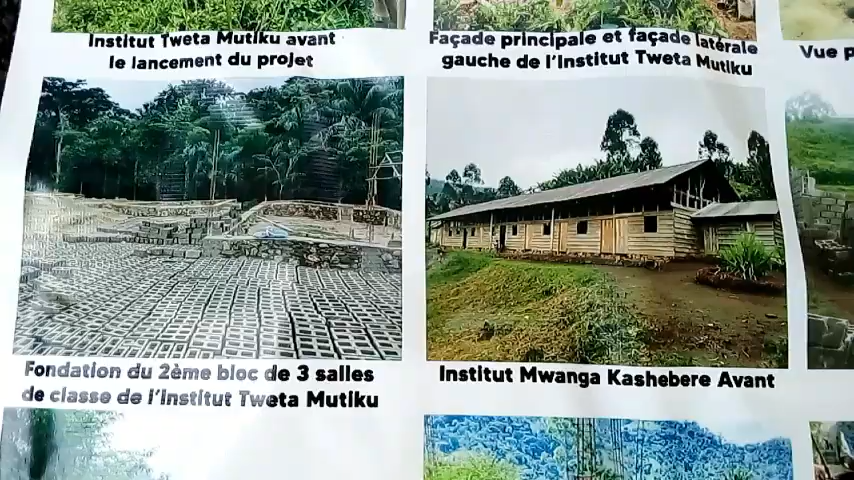 Institut Tweta Mutiku avant
le lancement du projet
Façade principale et façade latérale
gauche de l'Institut Tweta Mutiku
Vue
Fondation du 2ème bloc de 3 salles
de classe de l'Institut Tweta Mutiku
Institut Mwanga Kashebere Avant